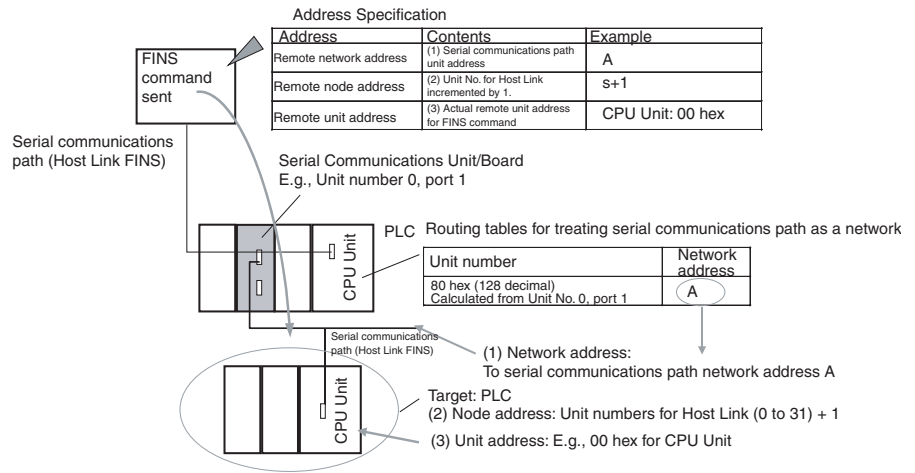 Address Specification
Address Contents Example
Remote network address (1) Serial communications path unit address A
Remote node address (2) Unit No. for Host Link incremented by 1. s+1
Remote unit address (3) Actual remote unit address for FINS command CPU Unit: 00 hex
FINS
command
sent
Serial communications
path (Host Link FINS)
Serial Communications Unit/Board
E.g., Unit number 0, port 1
CPU Unit
PLC
Routing tables for treating serial communications path as a network
Unit number Network address
80 hex (128 decimal)
Calculated from Unit No. 0, port 1
A
Serial communications
path (Host Link FINS)
(1) Network address:
To serial communications path network address A
CPU Unit
Target: PLC
(2) Node address: Unit numbers for Host Link (0 to 31) + 1
(3) Unit address: E.g., 00 hex for CPU Unit